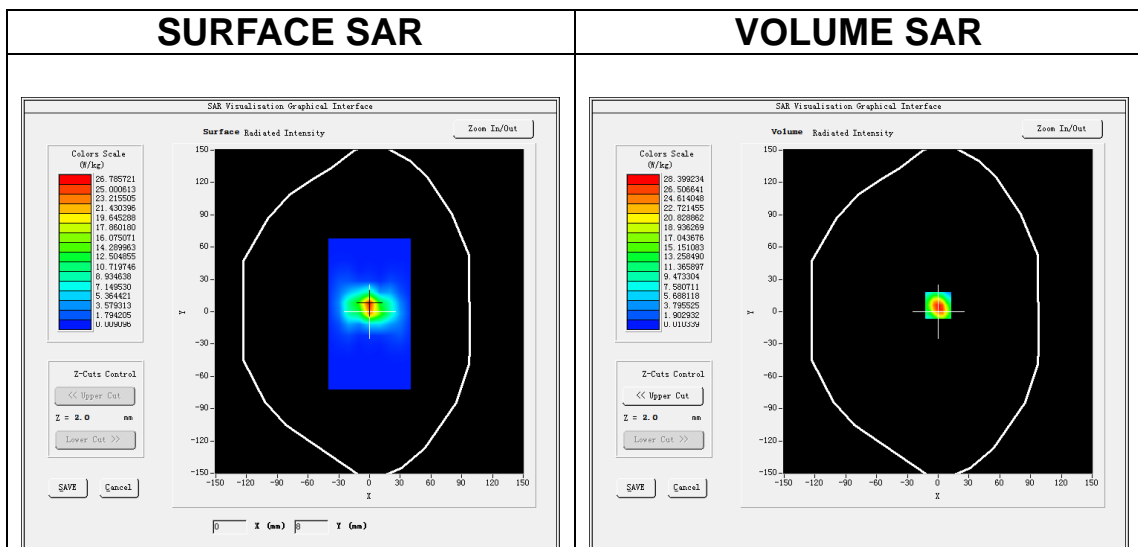 SURFACE SAR
VOLUME SAR
SAR Visualisation Graphical Interface
Surface Radiated Intensity
Zoom In/Out
Colors Scale
(W/kg)
26.785721
25.000613
23.215505
21.430396
19.645288
17.860180
16.075071
14.289963
12.504855
10.719746
8.934638
7.149530
5.364421
3.579313
1.794205
0.009096
Z-Cuts Control
<< Upper Cut
Z = 2.0 mm
Lower Cut >>
SAVE
Cancel
150
120
90
60
30
0
-30
-60
-90
-120
-150
Y
-150 -120 -90 -60 -30 0 30 60 90 120 150
X
0 X (mm) 8 Y (mm)
SAR Visualisation Graphical Interface
Volume Radiated Intensity
Zoom In/Out
Colors Scale
(W/kg)
28.399234
26.506641
24.614048
22.721455
20.828862
18.936269
17.043676
15.151083
13.258490
11.365897
9.473304
7.580711
5.688118
3.795525
1.902932
0.010339
Z-Cuts Control
<< Upper Cut
Z = 2.0 mm
Lower Cut >>
SAVE
Cancel
150
120
90
60
30
0
-30
-60
-90
-120
-150
Y
-150 -120 -90 -60 -30 0 30 60 90 120 150
X